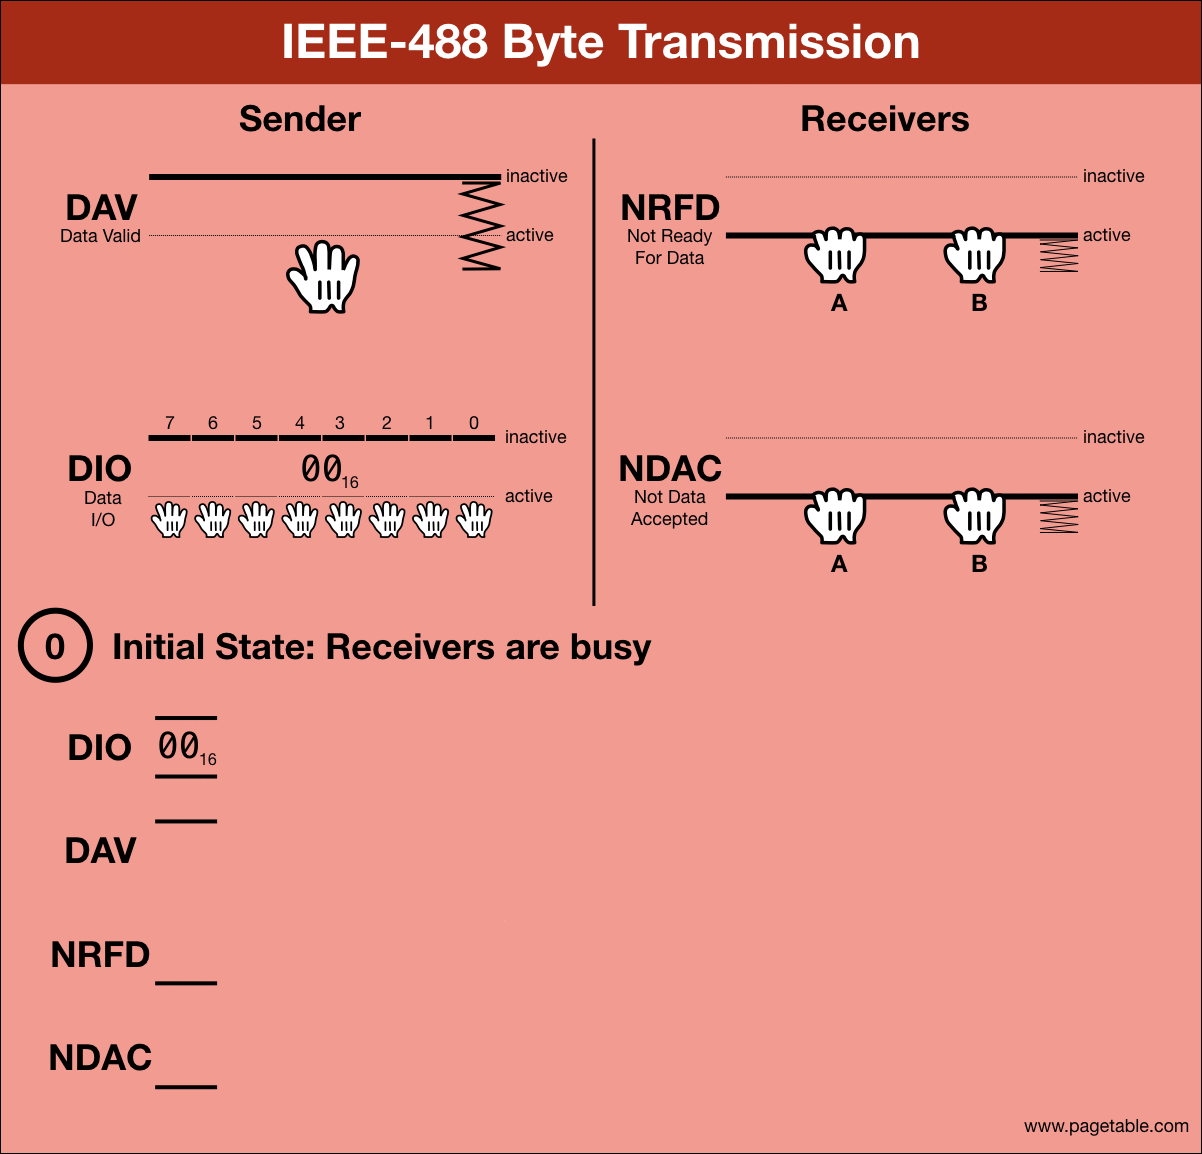 IEEE-488 Byte Transmission
Sender
inactive
DAV
Data Valid
active
7 6 5 4 3 2 1 0
inactive
DIO
00₁₆
Data
I/O
active
Receivers
inactive
NRFD
Not Ready
For Data
active
A B
inactive
NDAC
Not Data
Accepted
active
A B
0 Initial State: Receivers are busy
DIO 00₁₆
DAV
NRFD
NDAC
www.pagetable.com